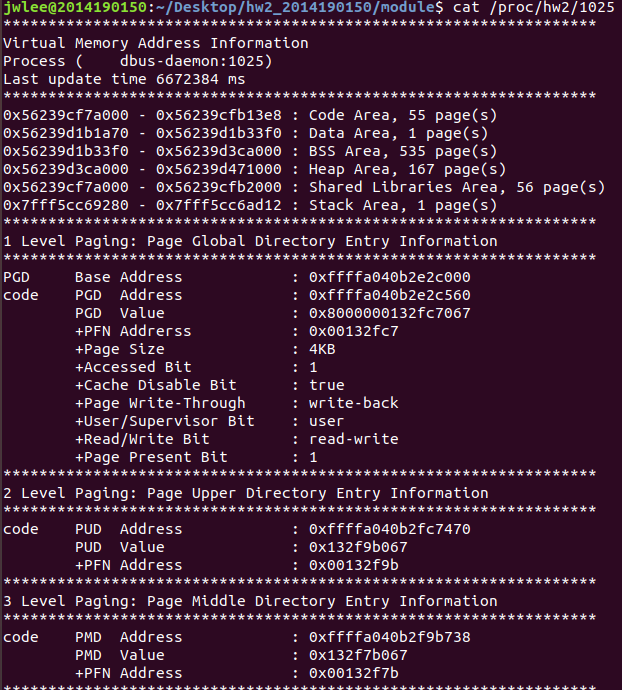 jwlee@2014190150:~/Desktop/hw2_2014190150/module$ cat /proc/hw2/1025
******************************************************************
Virtual Memory Address Information
Process (    dbus-daemon:1025)
Last update time 6672384 ms
******************************************************************
0x56239cf7a000 - 0x56239cfb13e8 : Code Area, 55 page(s)
0x56239d1b1a70 - 0x56239d1b33f0 : Data Area, 1 page(s)
0x56239d1b33f0 - 0x56239d3ca000 : BSS Area, 535 page(s)
0x56239d3ca000 - 0x56239d471000 : Heap Area, 167 page(s)
0x56239cf7a000 - 0x56239cfb2000 : Shared Libraries Area, 56 page(s)
0x7fff5cc69280 - 0x7fff5cc6ad12 : Stack Area, 1 page(s)
******************************************************************
1 Level Paging: Page Global Directory Entry Information
******************************************************************
PGD     Base Address            : 0xffffa040b2e2c000
code    PGD  Address            : 0xffffa040b2e2c560
        PGD  Value              : 0x8000000132fc7067
        +PFN Adderss            : 0x00132fc7
        +Page Size              : 4KB
        +Accessed Bit           : 1
        +Cache Disable Bit      : true
        +Page Write-Through     : write-back
        +User/Supervisor Bit    : user
        +Read/Write Bit         : read-write
        +Page Present Bit       : 1
******************************************************************
2 Level Paging: Page Upper Directory Entry Information
******************************************************************
code    PUD  Address            : 0xffffa040b2fc7470
        PUD  Value              : 0x132f9b067
        +PFN Address            : 0x00132f9b
******************************************************************
3 Level Paging: Page Middle Directory Entry Information
******************************************************************
code    PMD  Address            : 0xffffa040b2f9b738
        PMD  Value              : 0x132f7b067
        +PFN Address            : 0x00132f7b
******************************************************************